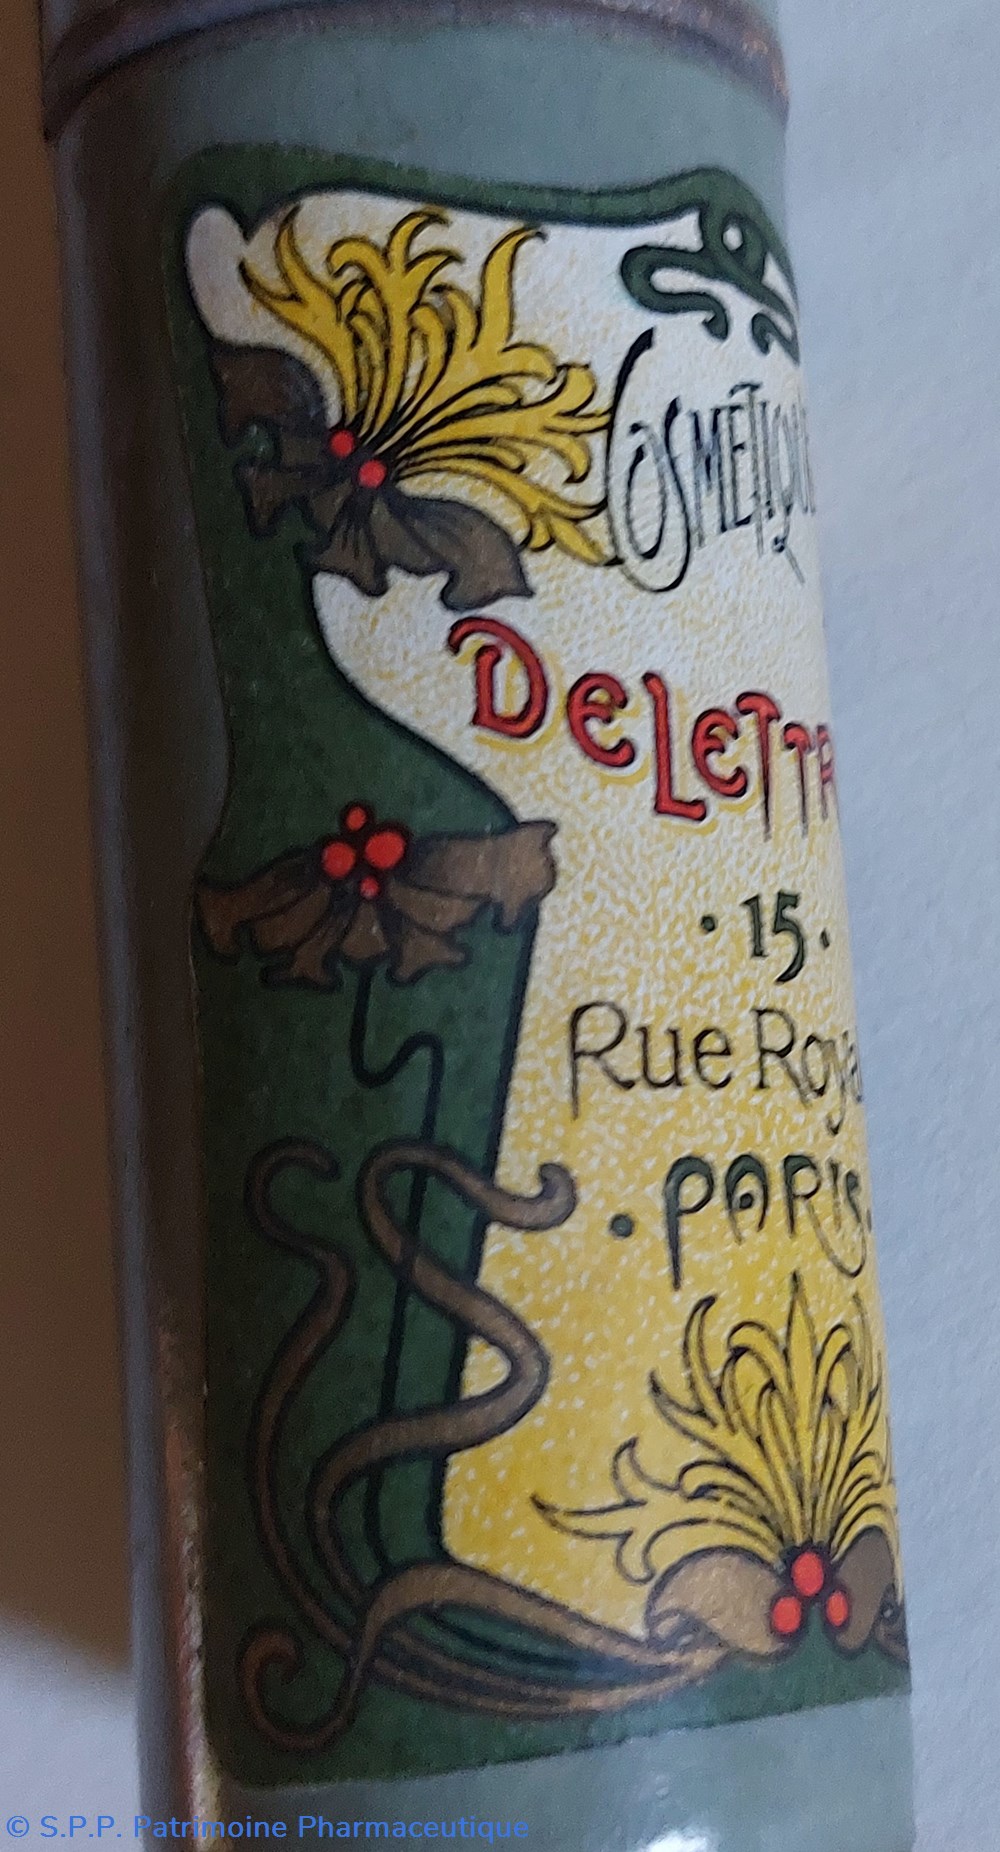 COSMETIQUE
DELETTR
· 15 ·
Rue Roya
· PARIS.
© S.P.P. Patrimoine Pharmaceutique